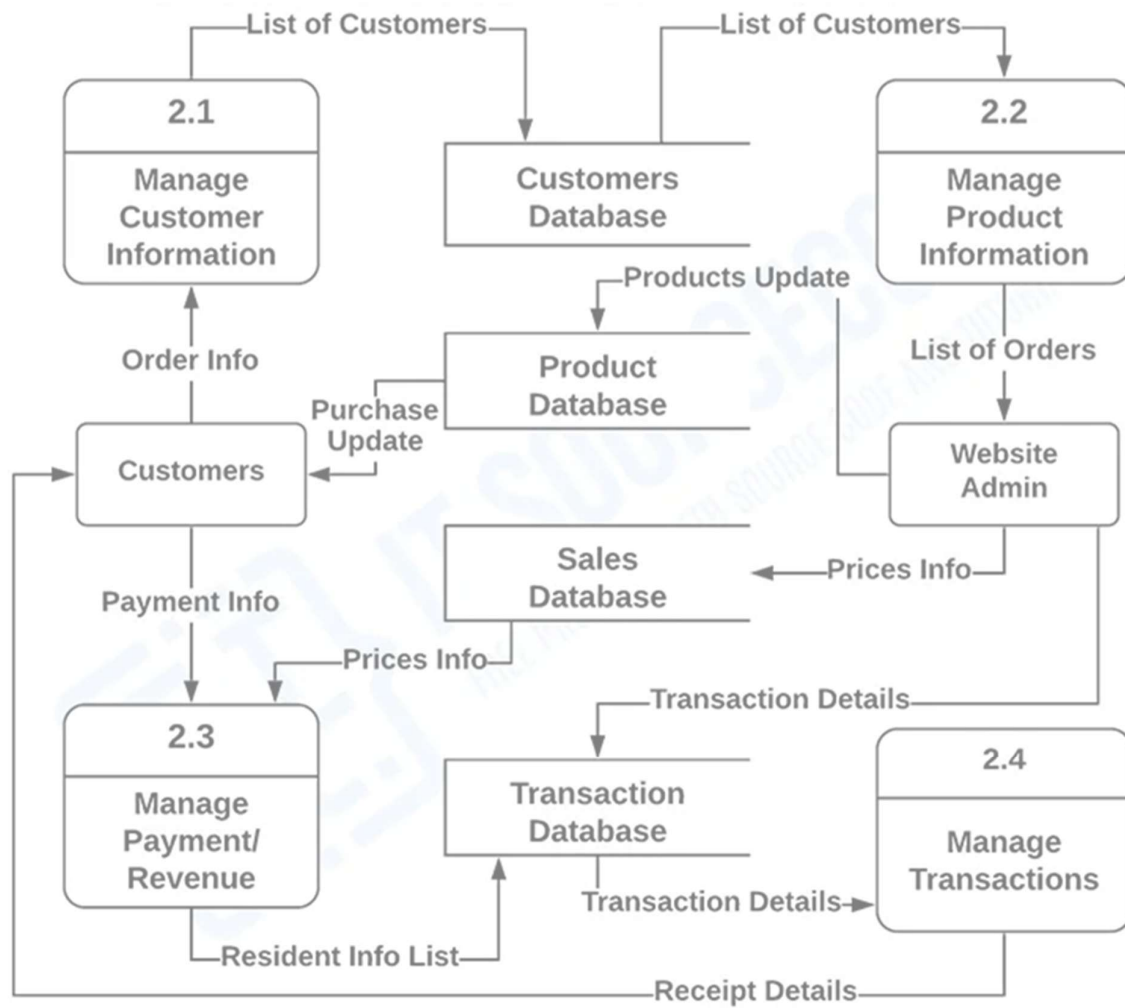 List of Customers
List of Customers
2.1
Manage
Customer
Information
Customers
Database
2.2
Manage
Product
Information
Products Update
Order Info
Product
Database
List of Orders
Purchase
Update
Customers
Website
Admin
Sales
Database
Prices Info
Payment Info
Prices Info
Transaction Details
2.3
Manage
Payment/
Revenue
Transaction
Database
2.4
Manage
Transactions
Transaction Details
Resident Info List
Receipt Details